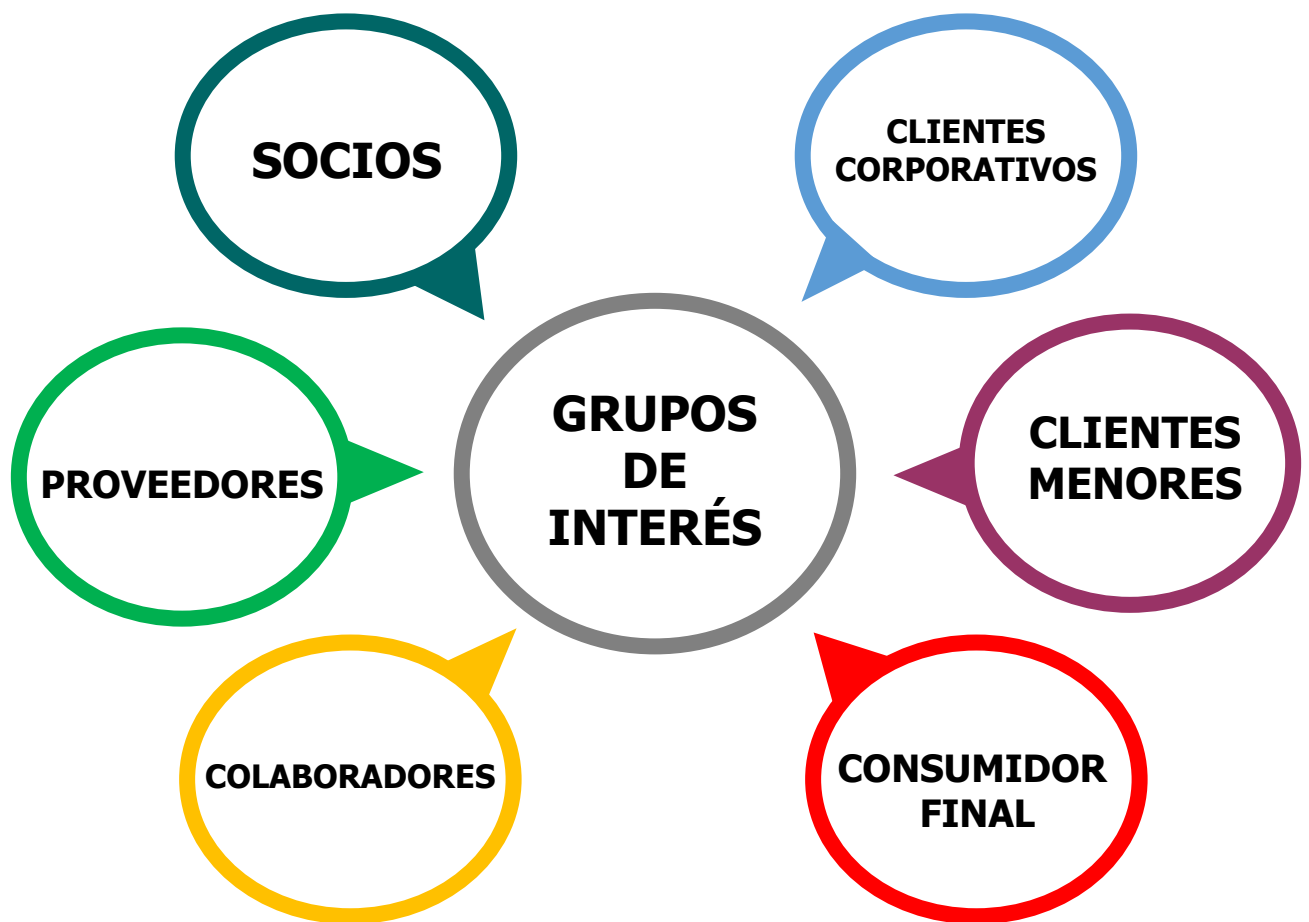 SOCIOS
CLIENTES
CORPORATIVOS
GRUPOS
DE
INTERÉS
PROVEEDORES
CLIENTES
MENORES
COLABORADORES
CONSUMIDOR
FINAL